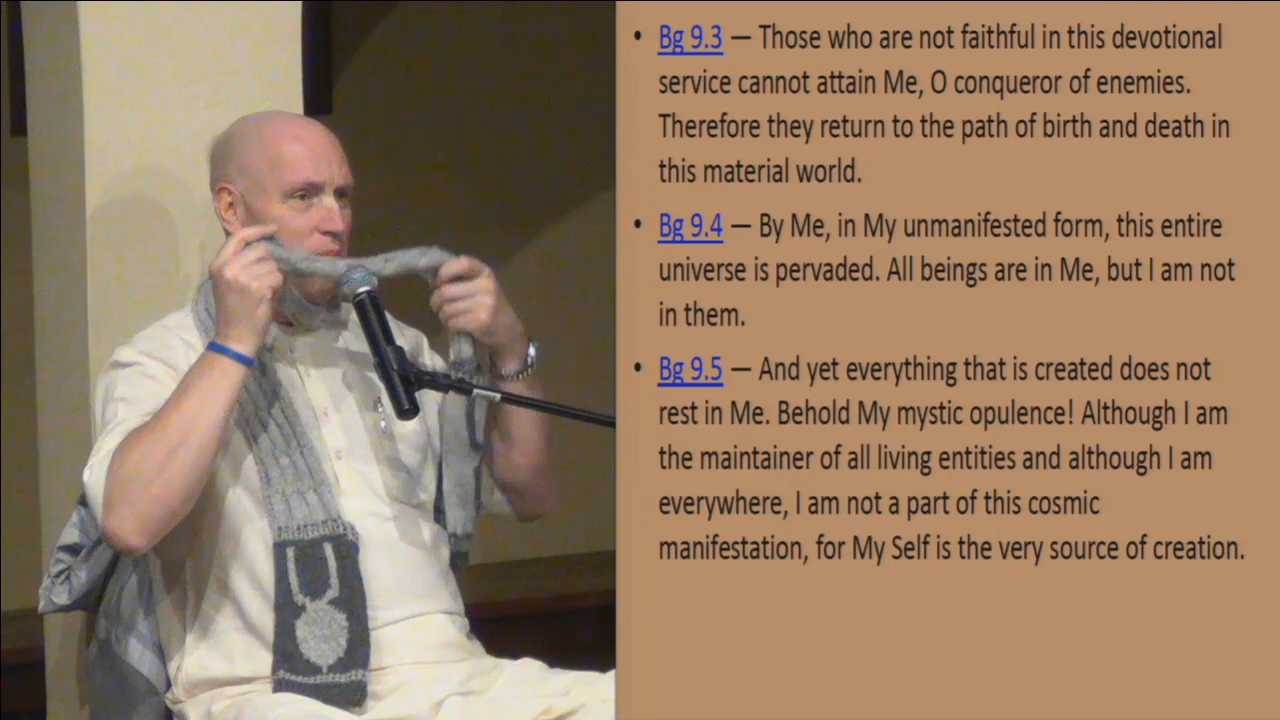 • Bg 9.3 — Those who are not faithful in this devotional
service cannot attain Me, O conqueror of enemies.
Therefore they return to the path of birth and death in
this material world.
• Bg 9.4 — By Me, in My unmanifested form, this entire
universe is pervaded. All beings are in Me, but I am not
in them.
• Bg 9.5 — And yet everything that is created does not
rest in Me. Behold My mystic opulence! Although I am
the maintainer of all living entities and although I am
everywhere, I am not a part of this cosmic
manifestation, for My Self is the very source of creation.